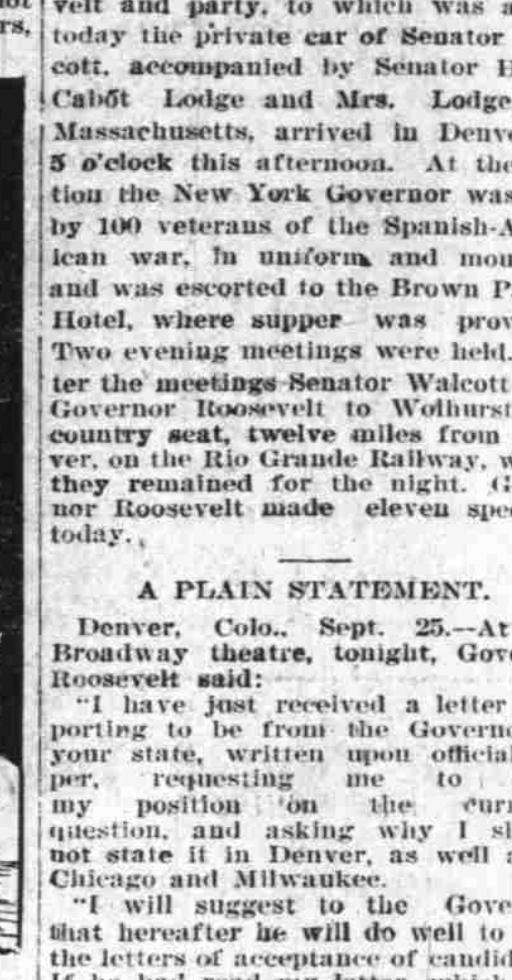 velt and party, to which was a
today the private car of Senator
cott, accompanied by Senator H
Cabot Lodge and Mrs. Lodge
Massachusetts, arrived in Denv
5 o'clock this afternoon. At the
tion the New York Governor was
by 100 veterans of the Spanish-A
ican war, in uniform, and mou
and was escorted to the Brown P
Hotel, where supper was prov
Two evening meetings were held.
ter the meetings Senator Walcott
Governor Roosevelt to Wolhurst
country seat, twelve miles from
ver, on the Rio Grande Railway, w
they remained for the night. G
nor Roosevelt made eleven spe
today.
A PLAIN STATEMENT.
Denver, Colo., Sept. 25.--At
Broadway theatre, tonight, Gov
Roosevelt said:
"I have just received a letter
porting to be from the Governo
your state, written upon official
per, requesting me to
my position on the curr
question, and asking why I sh
not state it in Denver, as well a
Chicago and Milwaukee.
"I will suggest to the Gove
that hereafter he will do well to
the letters of acceptance of candid